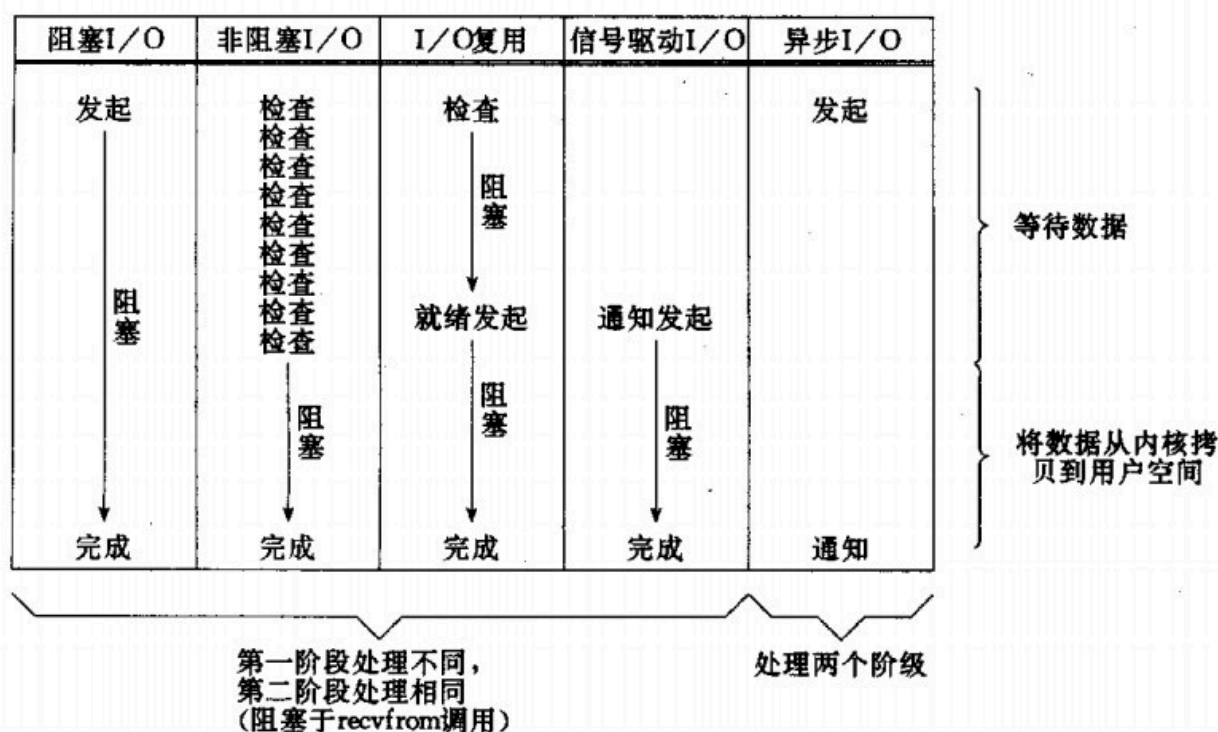 阻塞I/O 非阻塞I/O I/O复用 信号驱动I/O 异步I/O
发起 检查 检查 发起
检查
检查
检查
检查
检查
检查
检查
检查
阻塞
阻塞
就绪发起 通知发起
阻塞
阻塞
阻塞
完成 完成 完成 完成 通知
等待数据
将数据从内核拷
贝到用户空间
第一阶段处理不同，
第二阶段处理相同
(阻塞于recvfrom调用)
处理两个阶级